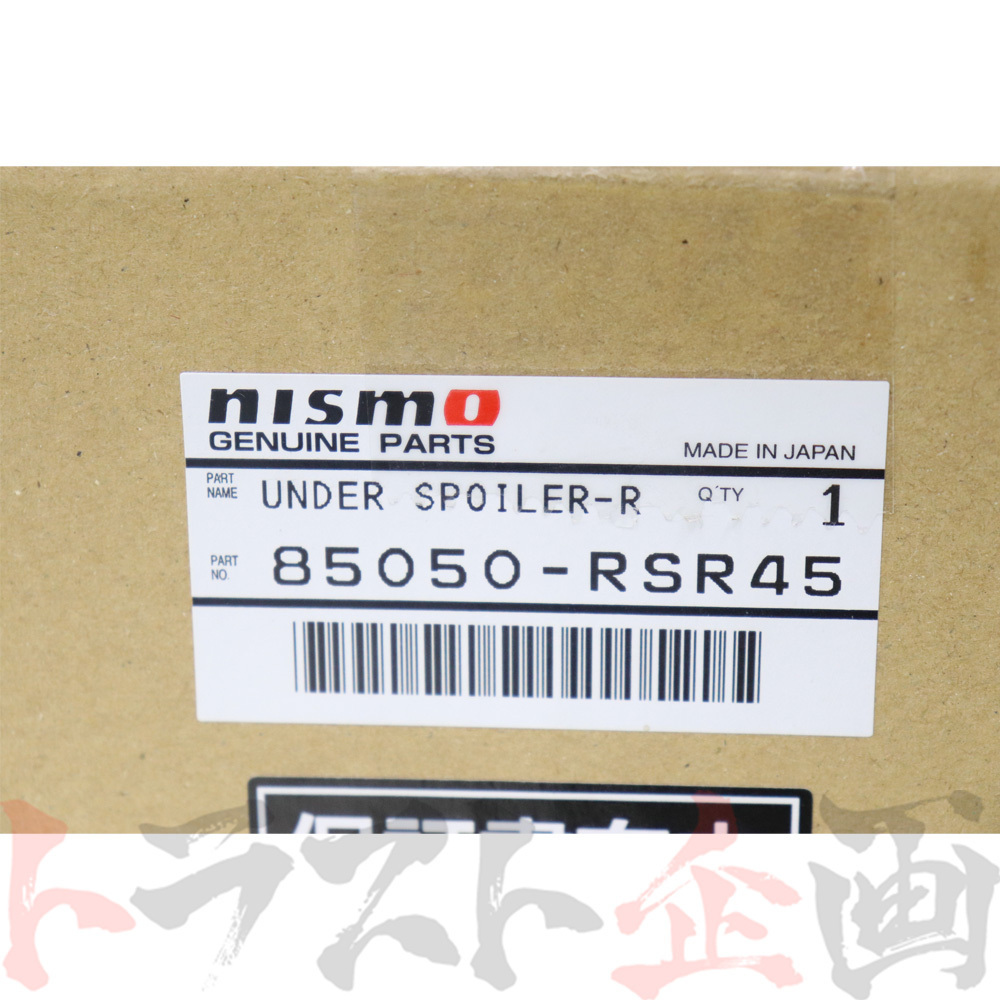 nismo
GENUINE PARTS
MADE IN JAPAN
PART NAME UNDER SPOILER-R Q'TY 1
PART NO. 85050-RSR45
トラスト企画